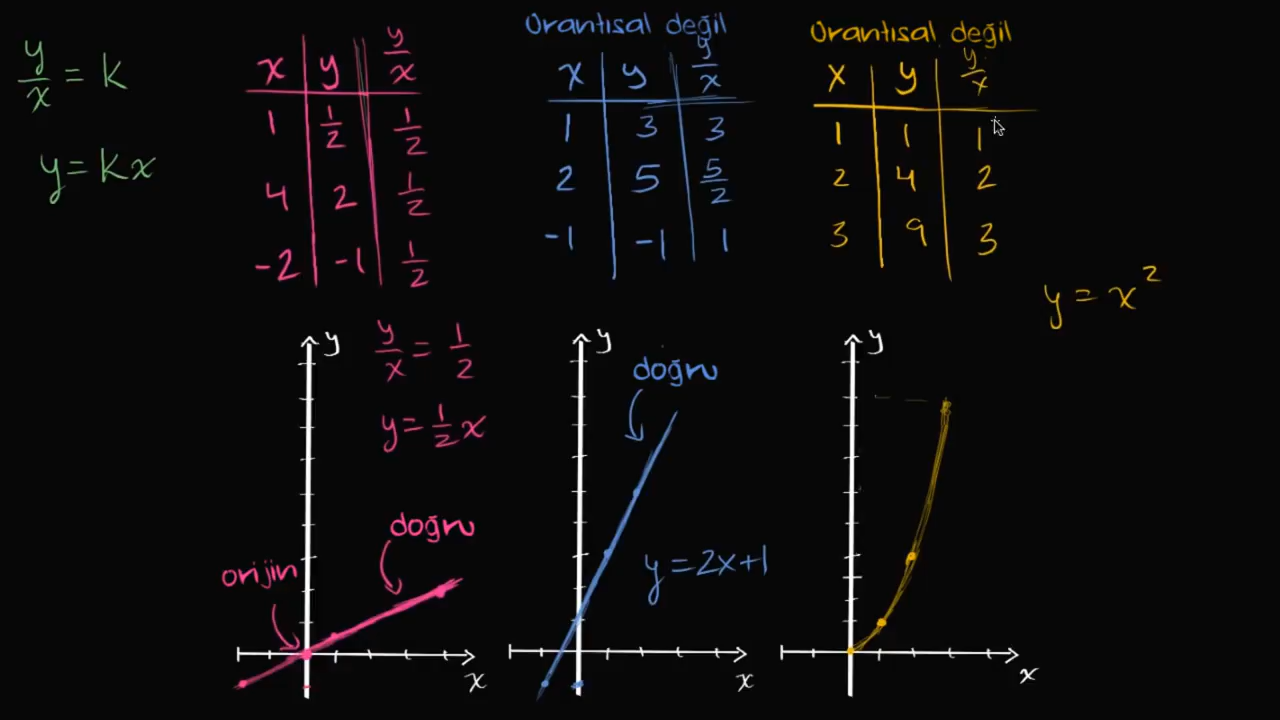 y/x = k
y = kx
x y y/x
1 1/2 1/2
4 2 1/2
-2 -1 1/2
y/x = 1/2
y = 1/2 x
y
doğru
orijin
x
Orantısal değil
x y y/x
1 3 3
2 5 5/2
-1 -1 1
y
doğru
y = 2x+1
x
Orantısal değil
x y y/x
1 1 1
2 4 2
3 9 3
y = x²
y
x